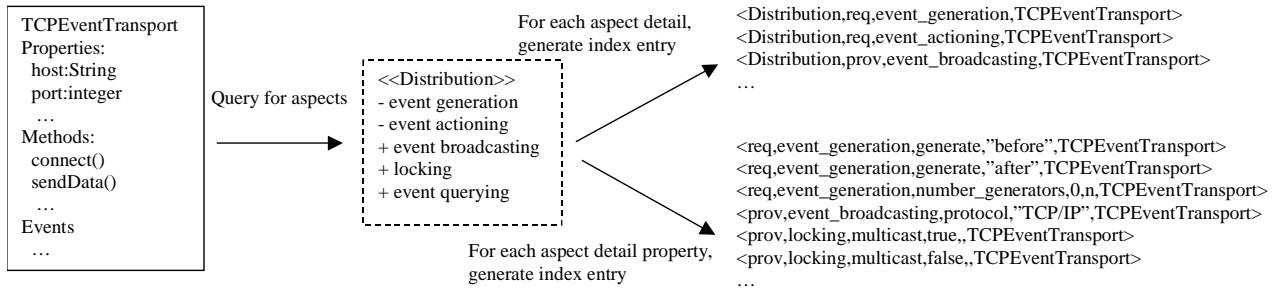 TCPEventTransport
Properties:
host:String
port:integer
…
Methods:
connect()
sendData()
…
Events
…
Query for aspects
<<Distribution>>
- event generation
- event actioning
+ event broadcasting
+ locking
+ event querying
For each aspect detail,
generate index entry
<Distribution,req,event_generation,TCPEventTransport>
<Distribution,req,event_actioning,TCPEventTransport>
<Distribution,prov,event_broadcasting,TCPEventTransport>
…
For each aspect detail property,
generate index entry
<req,event_generation,generate,”before”,TCPEventTransport>
<req,event_generation,generate,”after”,TCPEventTransport>
<req,event_generation,number_generators,0,n,TCPEventTransport>
<prov,event_broadcasting,protocol,”TCP/IP”,TCPEventTransport>
<prov,locking,multicast,true,,TCPEventTransport>
<prov,locking,multicast,false,,TCPEventTransport>
…